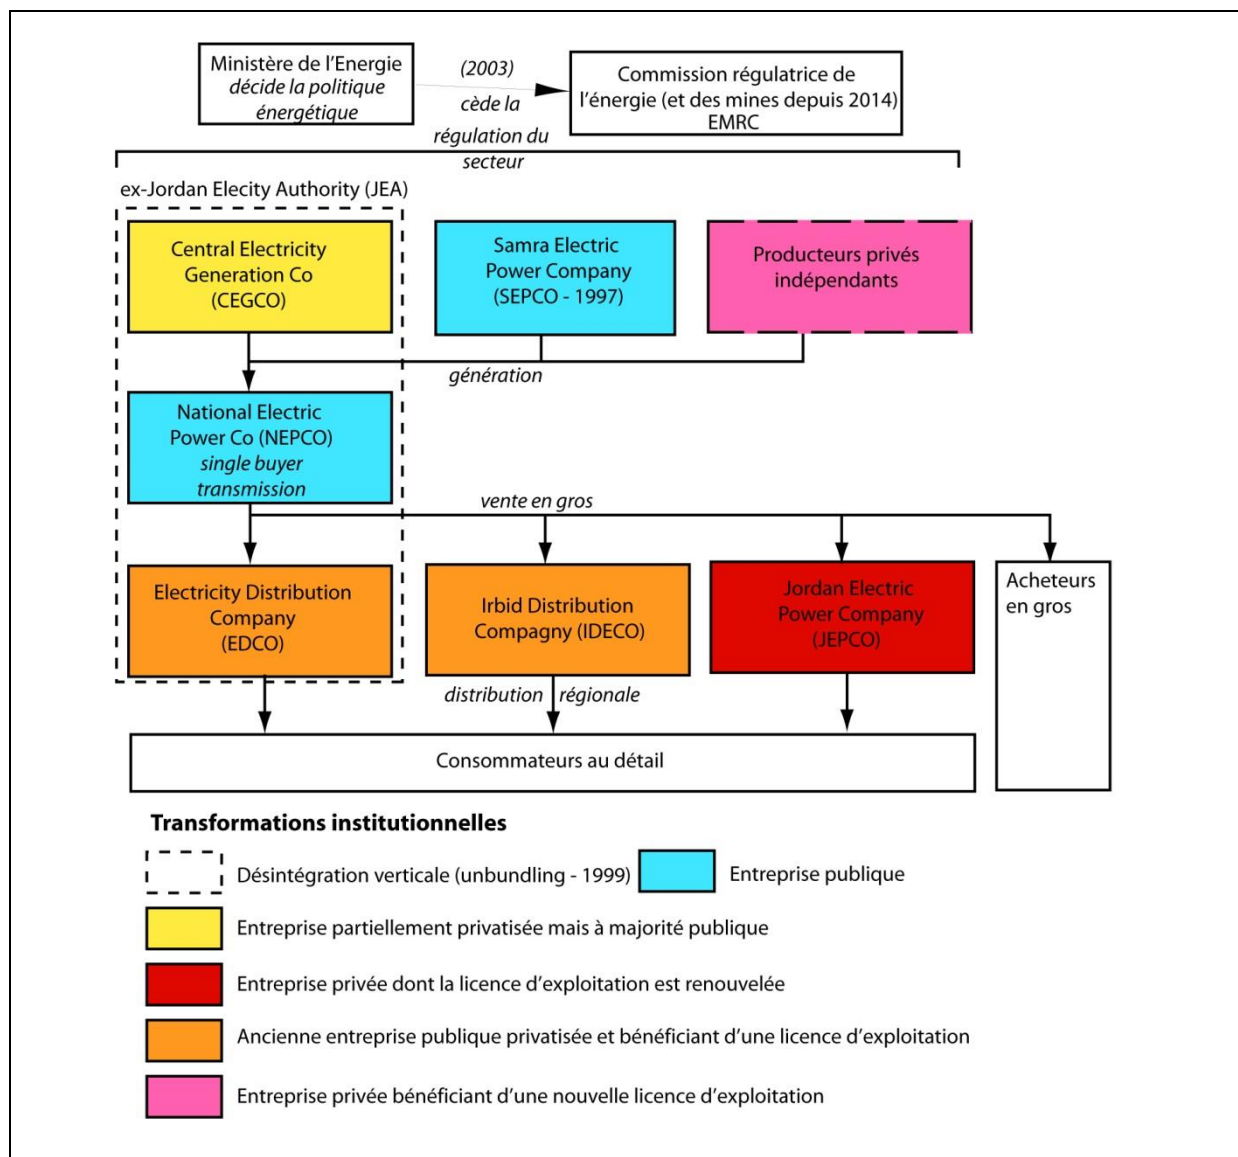 Ministère de l'Energie
décide la politique
énergétique
(2003)
cède la
régulation du
secteur
Commission régulatrice de
l'énergie (et des mines depuis 2014)
EMRC
ex-Jordan Elecity Authority (JEA)
Central Electricity
Generation Co
(CEGCO)
Samra Electric
Power Company
(SEPCO - 1997)
Producteurs privés
indépendants
génération
National Electric
Power Co (NEPCO)
single buyer
transmission
vente en gros
Electricity Distribution
Company
(EDCO)
Irbid Distribution
Compagny (IDECO)
Jordan Electric
Power Company
(JEPCO)
Acheteurs
en gros
distribution régionale
Consommateurs au détail
Transformations institutionnelles
Désintégration verticale (unbundling - 1999)
Entreprise publique
Entreprise partiellement privatisée mais à majorité publique
Entreprise privée dont la licence d'exploitation est renouvelée
Ancienne entreprise publique privatisée et bénéficiant d'une licence d'exploitation
Entreprise privée bénéficiant d'une nouvelle licence d'exploitation